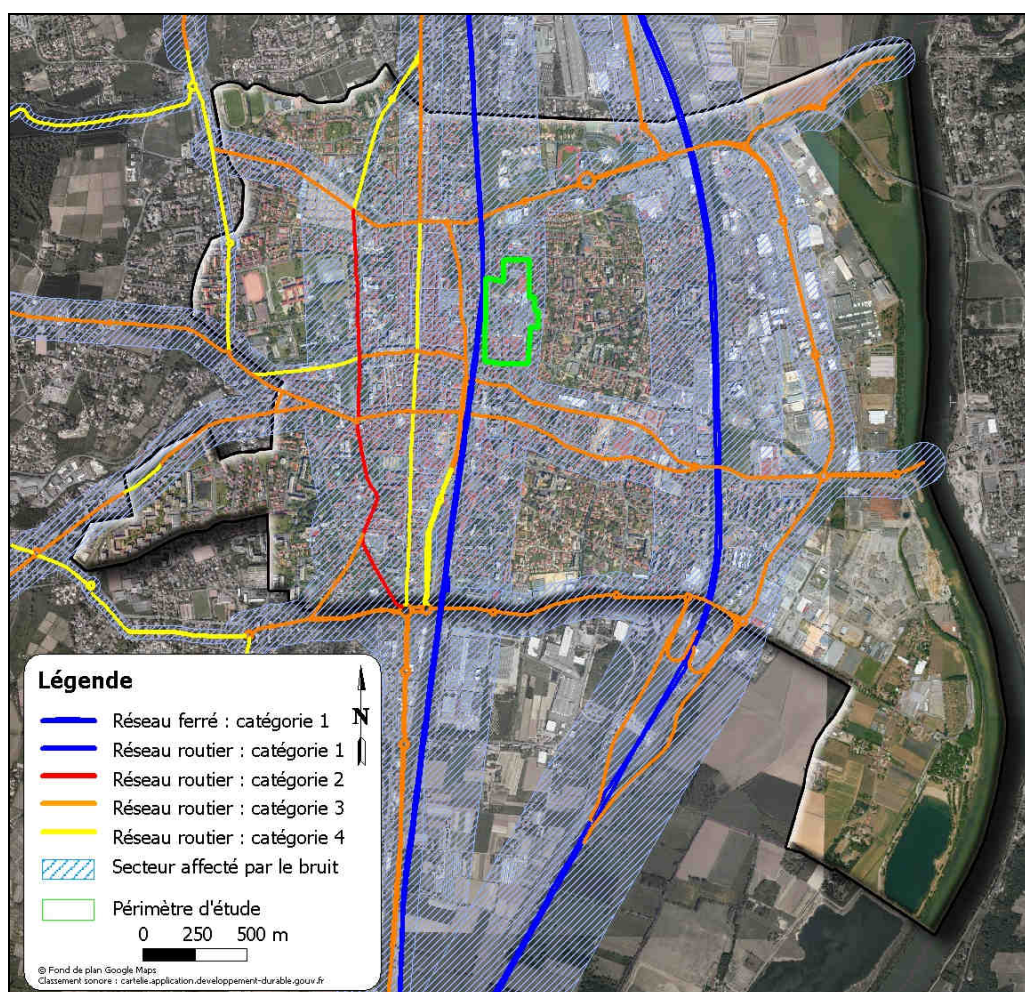 Légende
N
Réseau ferré : catégorie 1
Réseau routier : catégorie 1
Réseau routier : catégorie 2
Réseau routier : catégorie 3
Réseau routier : catégorie 4
Secteur affecté par le bruit
Périmètre d'étude
0 250 500 m
© Fond de plan Google Maps
Classement sonore : cartelie.application.developpement-durable.gouv.fr